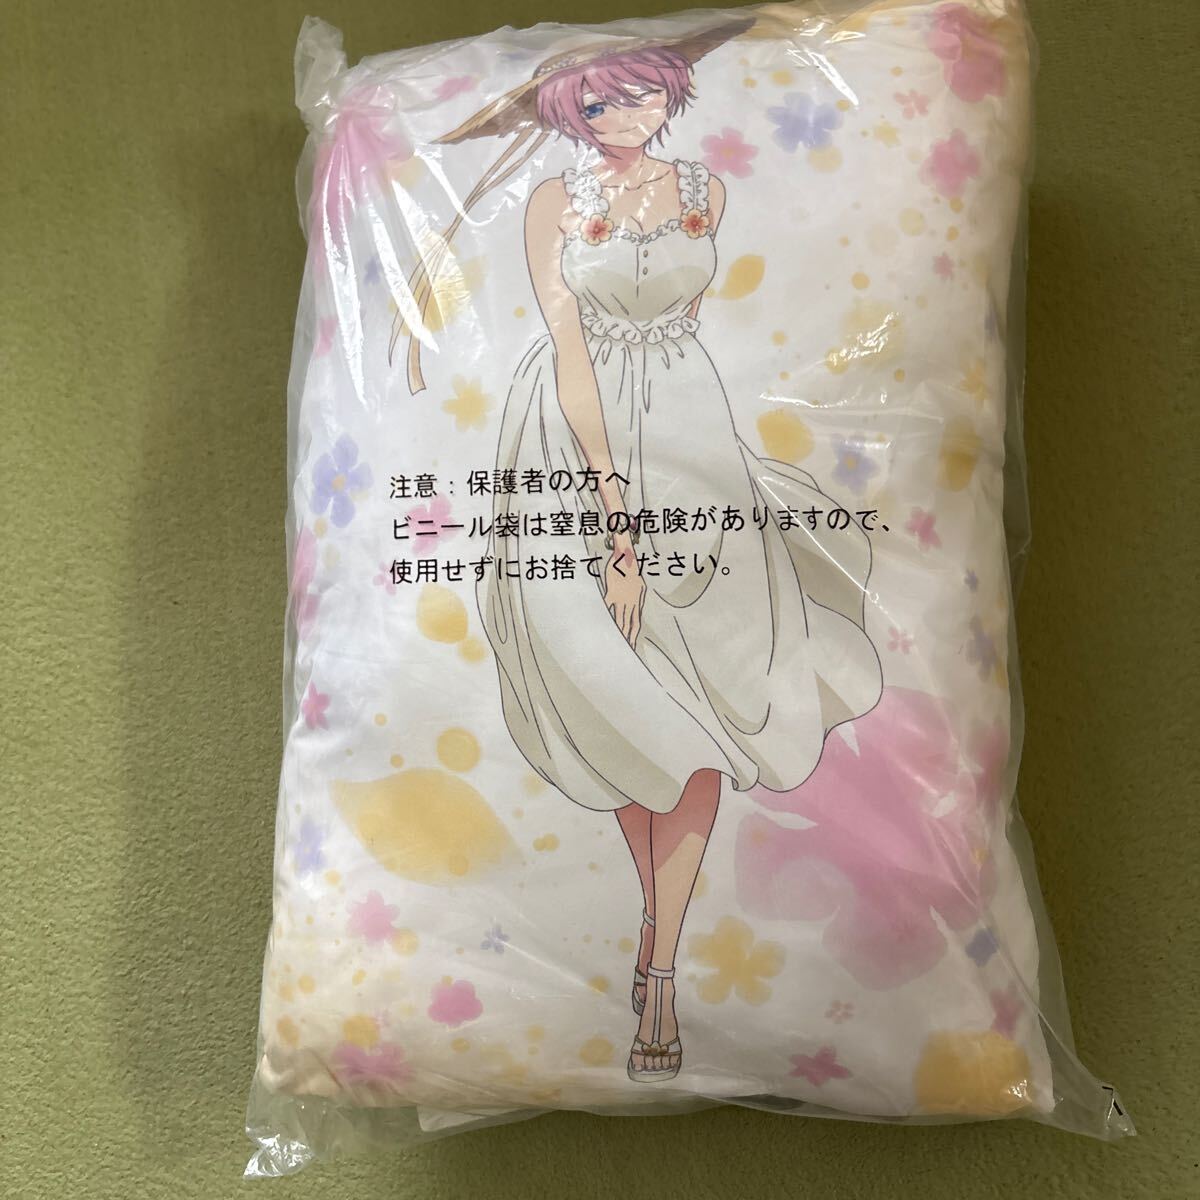 注意：保護者の方へ
ビニール袋は窒息の危険がありますので、
使用せずにお捨てください。